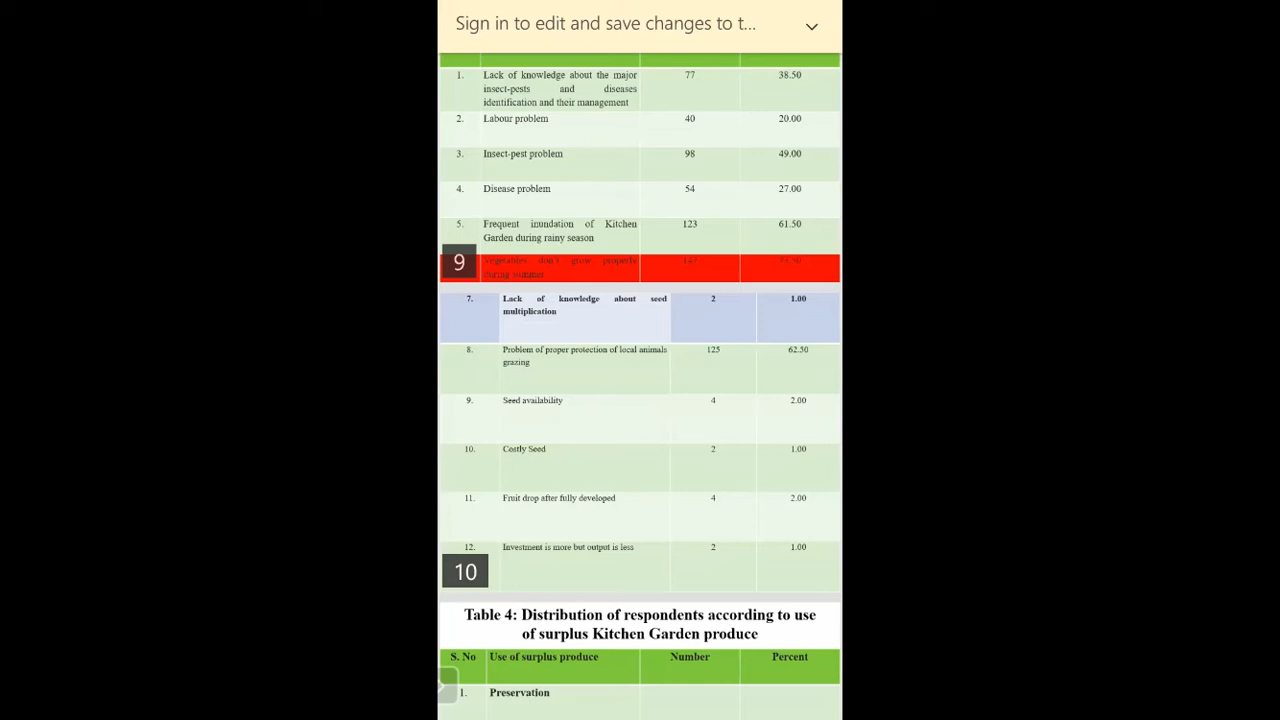 Sign in to edit and save changes to t...
1. Lack of knowledge about the major 77 38.50
insect-pests and diseases
identification and their management
2. Labour problem 40 20.00
3. Insect-pest problem 98 49.00
4. Disease problem 54 27.00
5. Frequent inundation of Kitchen 123 61.50
Garden during rainy season
9
Vegetables don't grow properly
during summer
7. Lack of knowledge about seed 2 1.00
multiplication
8. Problem of proper protection of local animals 125 62.50
grazing
9. Seed availability 4 2.00
10. Costly Seed 2 1.00
11. Fruit drop after fully developed 4 2.00
12. Investment is more but output is less 2 1.00
10
Table 4: Distribution of respondents according to use
of surplus Kitchen Garden produce
S. No Use of surplus produce Number Percent
1. Preservation